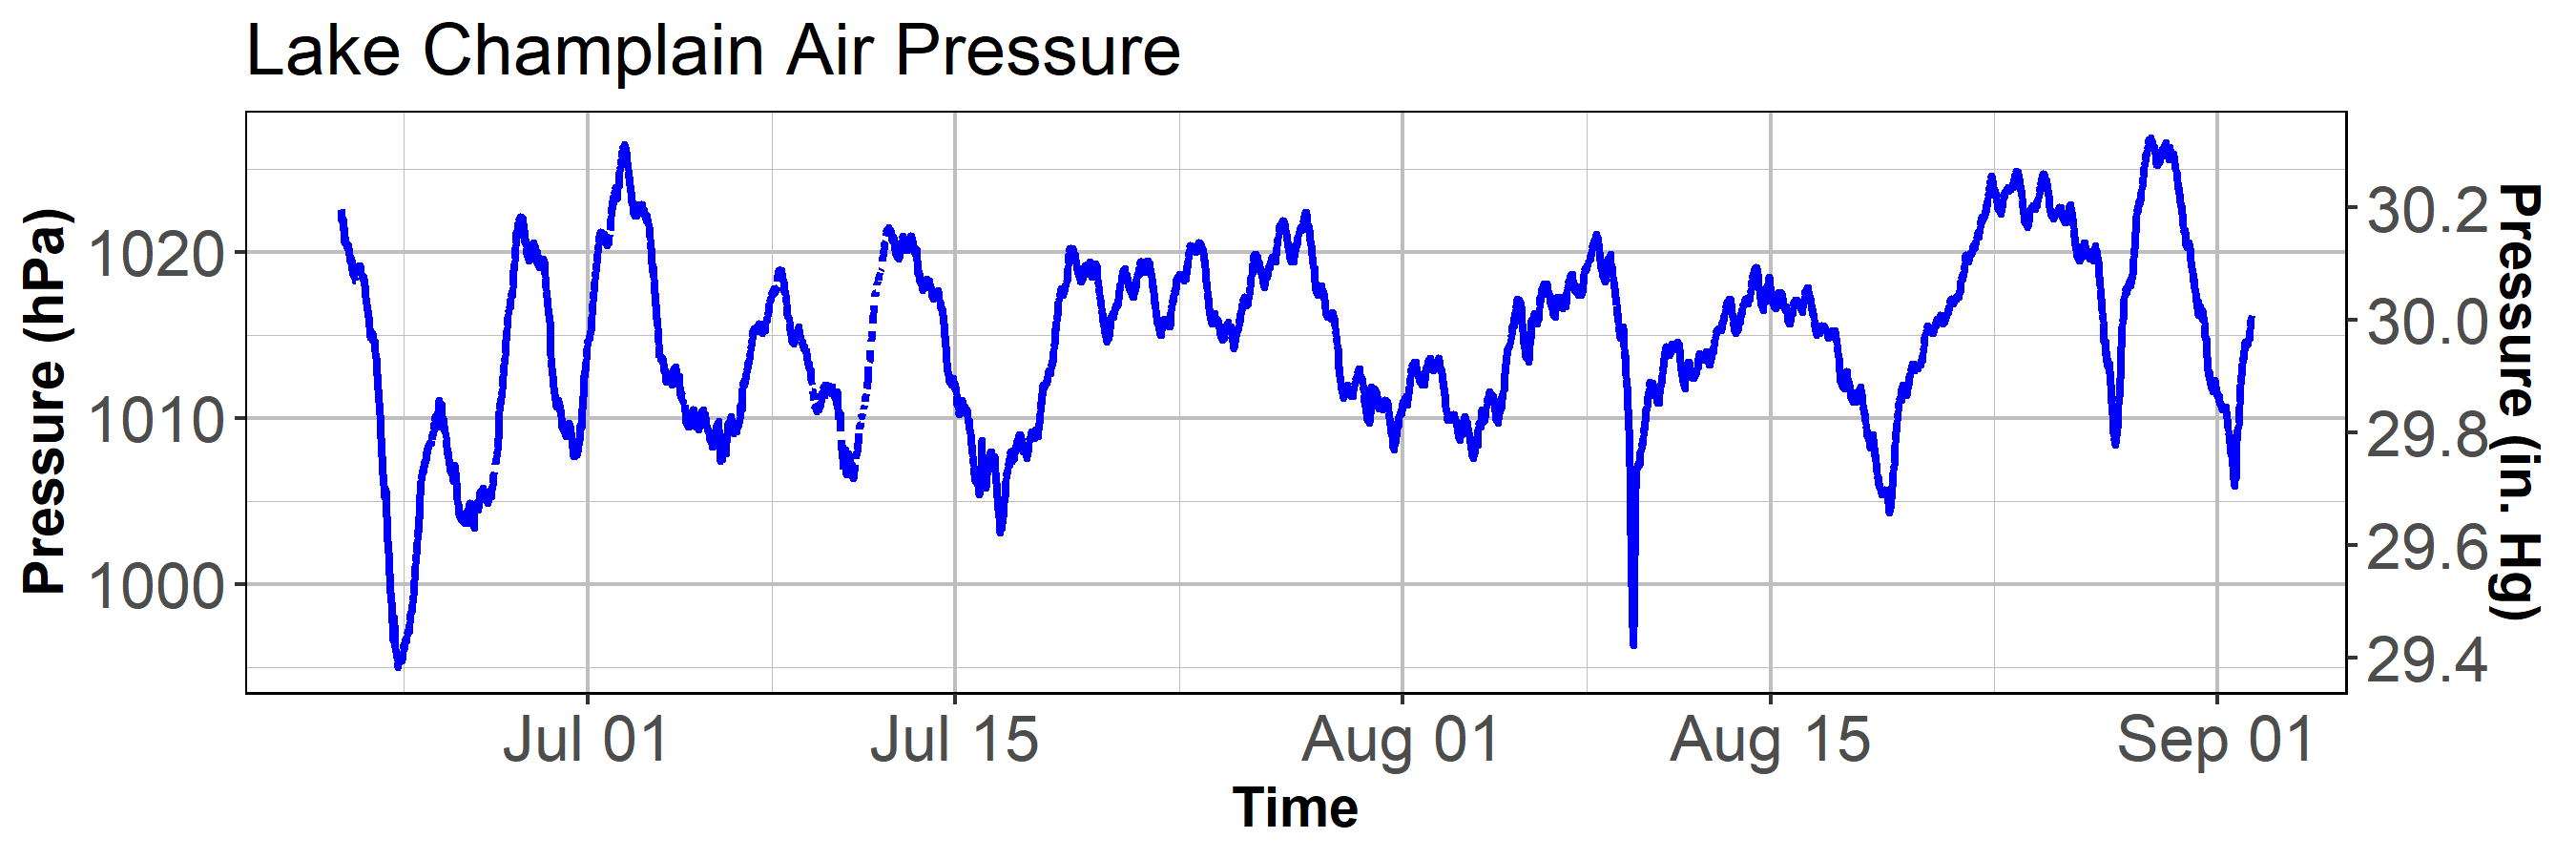 Lake Champlain Air Pressure
Pressure (hPa)
1020
1010
1000
30.2
30.0
29.8
29.6
29.4
Pressure (in. Hg)
Jul 01
Jul 15
Aug 01
Aug 15
Sep 01
Time